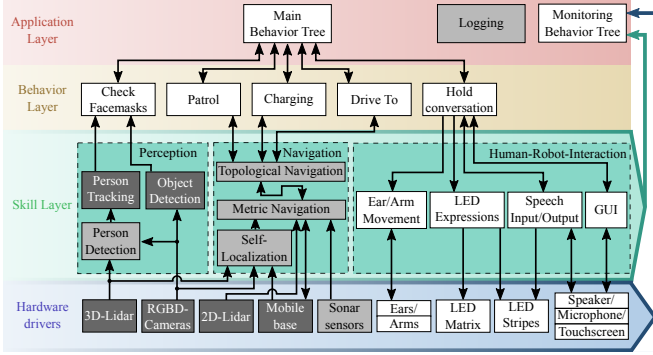 Application
Layer
Main
Behavior Tree
Logging
Monitoring
Behavior Tree
Behavior
Layer
Check
Facemasks
Patrol
Charging
Drive To
Hold
conversation
Skill Layer
Perception
Person
Tracking
Object
Detection
Person
Detection
Navigation
Topological Navigation
Metric Navigation
Self-
Localization
Human-Robot-Interaction
Ear/Arm
Movement
LED
Expressions
Speech
Input/Output
GUI
Hardware
drivers
3D-Lidar
RGBD-
Cameras
2D-Lidar
Mobile
base
Sonar
sensors
Ears/
Arms
LED
Matrix
LED
Stripes
Speaker/
Microphone/
Touchscreen